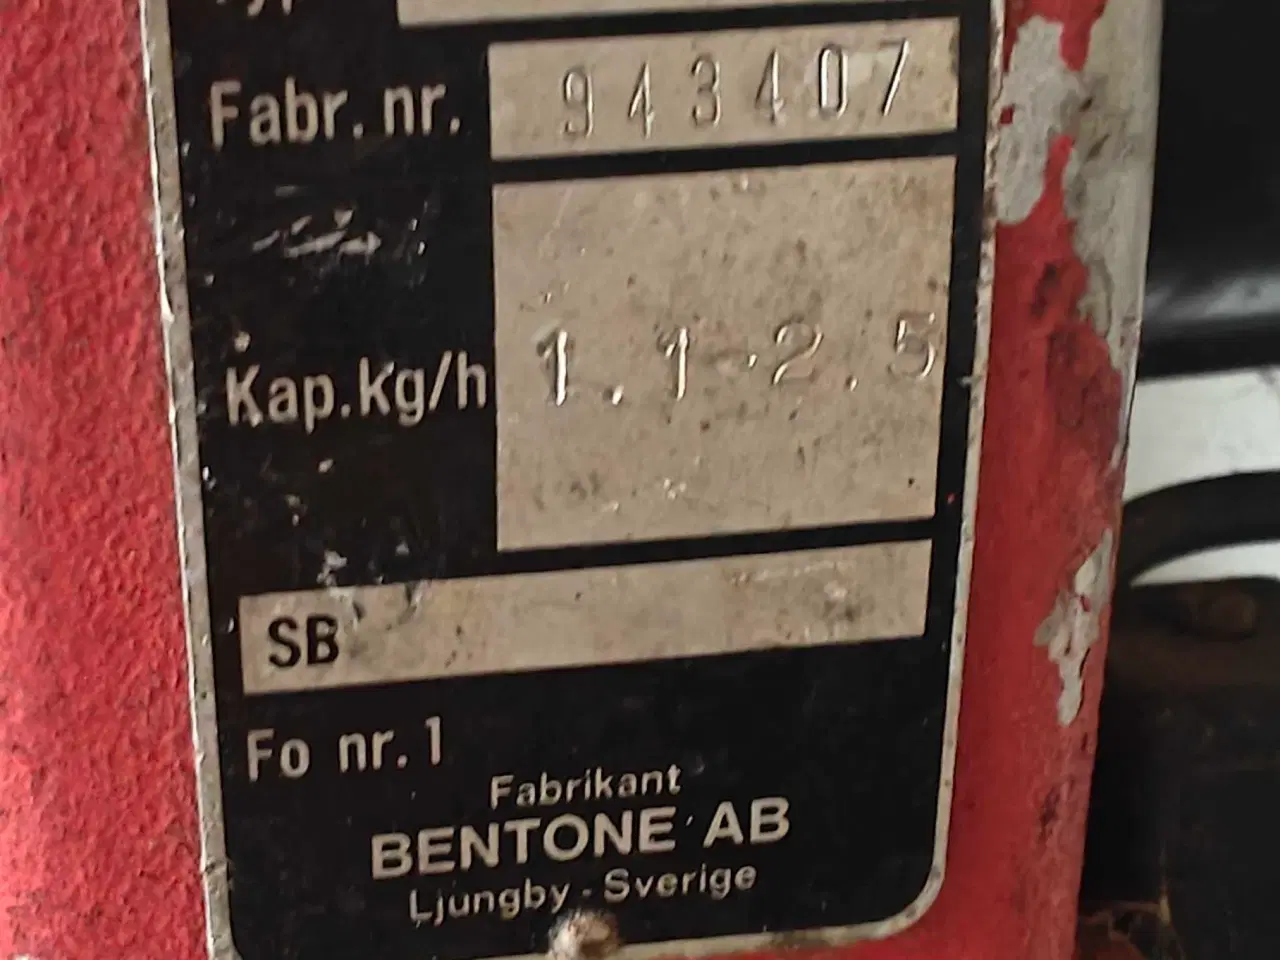 Fabr. nr. 943407
Kap. kg/h 1.1-2.5
SB
Fo nr. 1
Fabrikant
BENTONE AB
Ljungby - Sverige